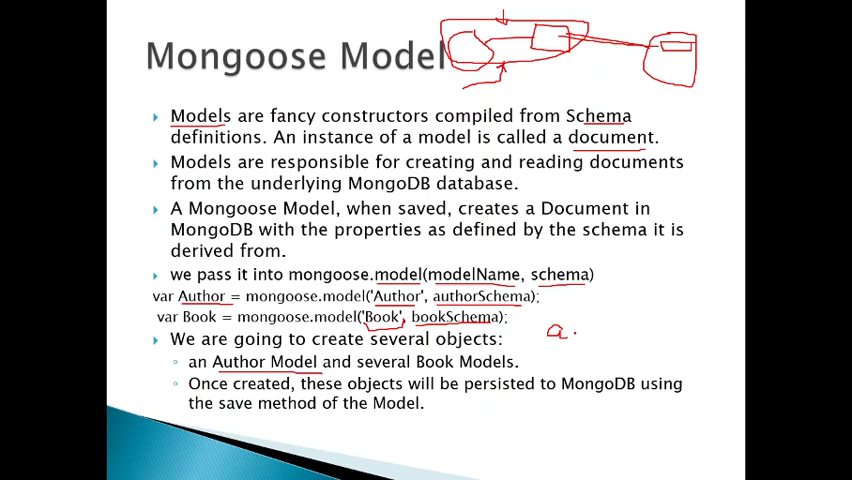 Mongoose Model
Models are fancy constructors compiled from Schema
definitions. An instance of a model is called a document.
Models are responsible for creating and reading documents
from the underlying MongoDB database.
A Mongoose Model, when saved, creates a Document in
MongoDB with the properties as defined by the schema it is
derived from.
we pass it into mongoose.model(modelName, schema)
var Author = mongoose.model('Author', authorSchema);
var Book = mongoose.model('Book', bookSchema);
We are going to create several objects:
a.
an Author Model and several Book Models.
Once created, these objects will be persisted to MongoDB using
the save method of the Model.